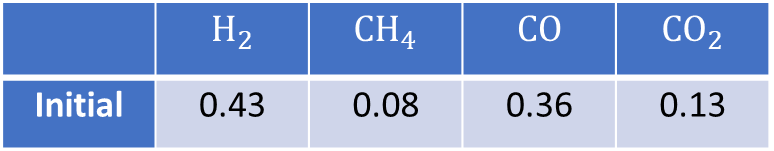 H₂ CH₄ CO CO₂
Initial 0.43 0.08 0.36 0.13